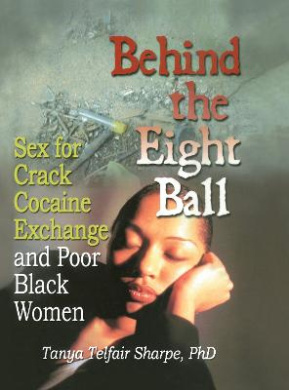 Behind
the
Eight
Ball
Sex for
Crack
Cocaine
Exchange
and Poor
Black
Women
Tanya Telfair Sharpe, PhD